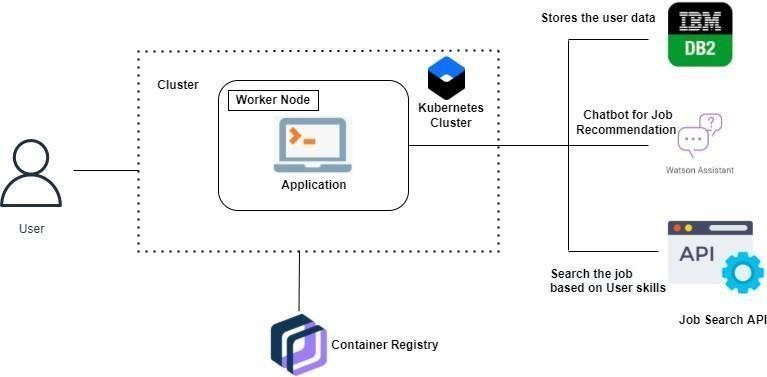 Stores the user data
IBM
DB2
Cluster
Worker Node
Kubernetes
Cluster
Chatbot for Job
Recommendation
?
Watson Assistant
Application
User
API
Search the job
based on User skills
Job Search API
Container Registry